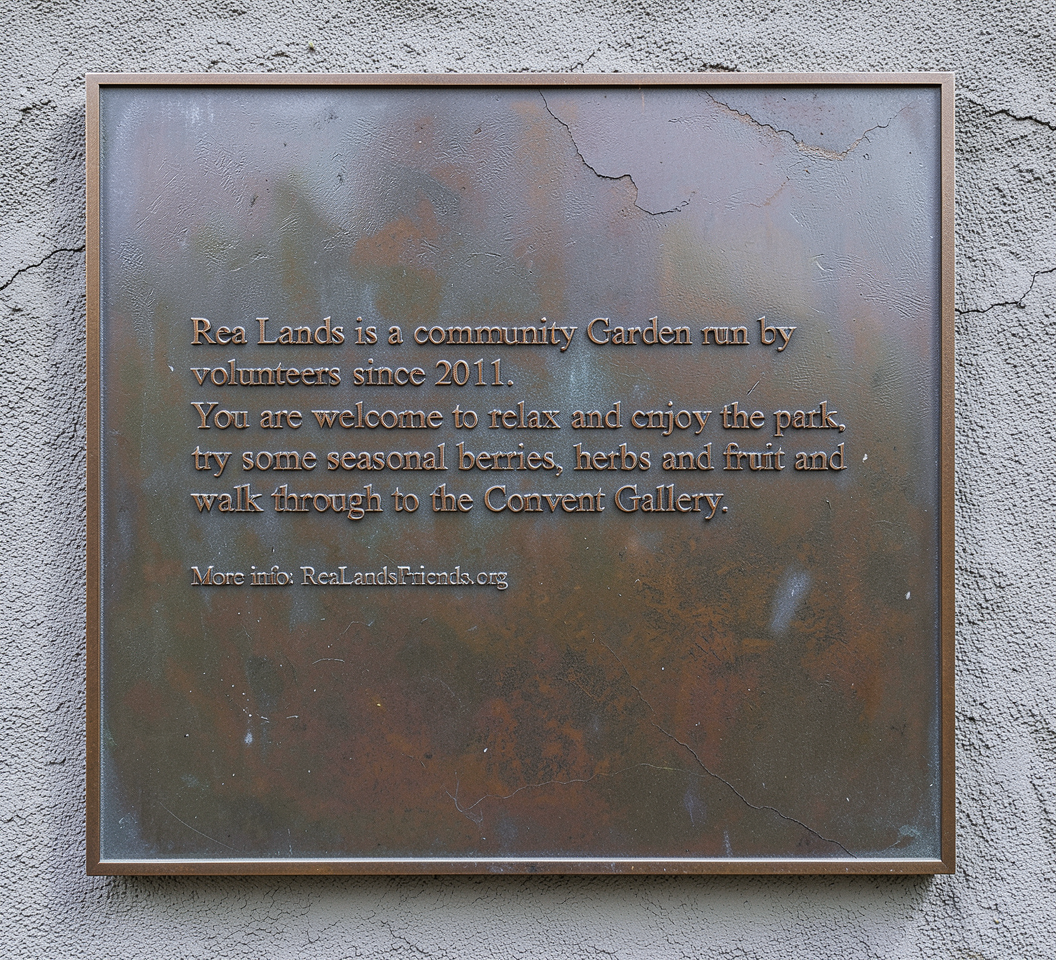 Rea Lands is a community Garden run by
volunteers since 2011.
You are welcome to relax and enjoy the park,
try some seasonal berries, herbs and fruit and
walk through to the Convent Gallery.
More info: ReaLandsFriends.org